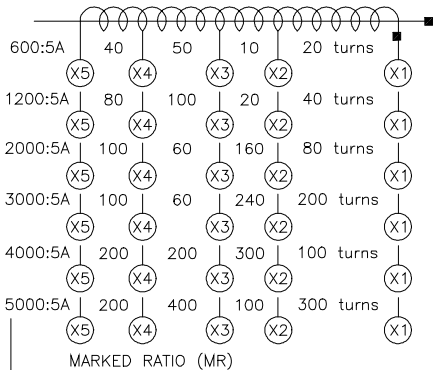 600:5A 40 50 10 20 turns
X5 X4 X3 X2 X1
1200:5A 80 100 20 40 turns
X5 X4 X3 X2 X1
2000:5A 100 60 160 80 turns
X5 X4 X3 X2 X1
3000:5A 100 60 240 200 turns
X5 X4 X3 X2 X1
4000:5A 200 200 300 100 turns
X5 X4 X3 X2 X1
5000:5A 200 400 100 300 turns
X5 X4 X3 X2 X1
MARKED RATIO (MR)